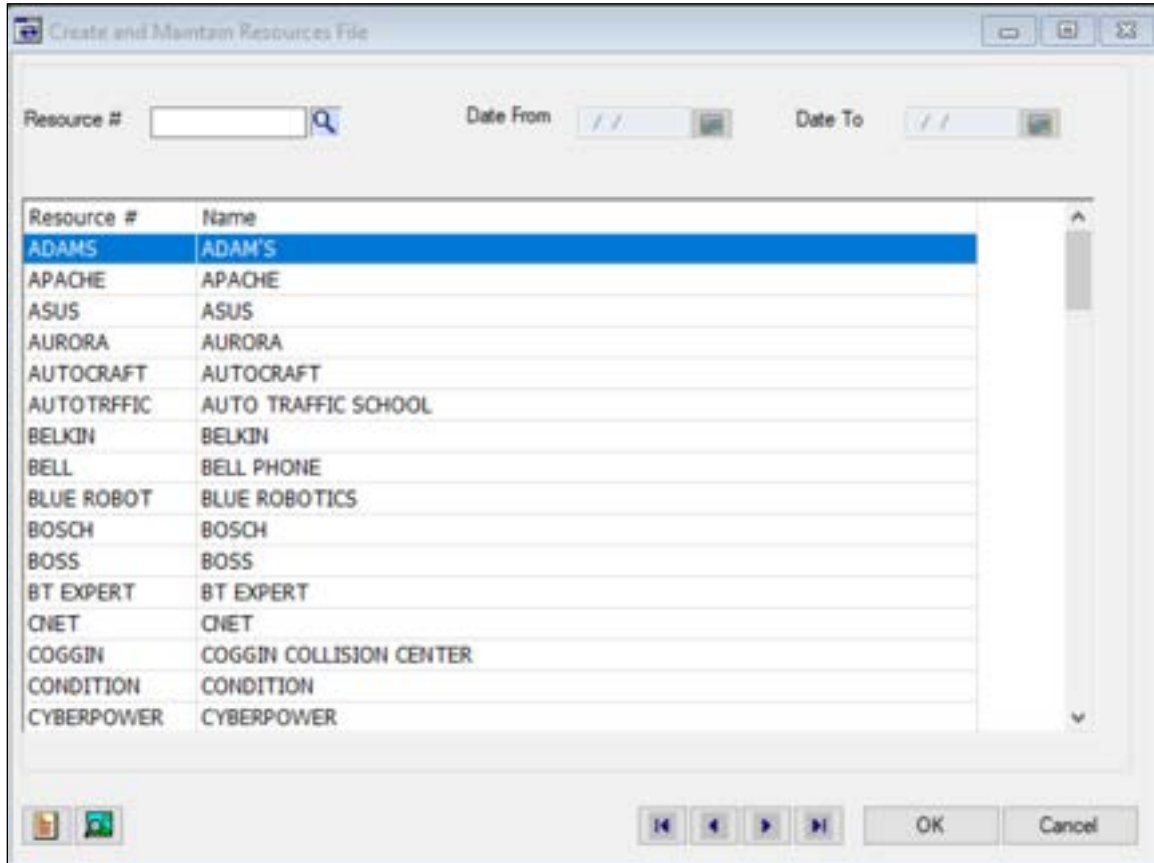 Create and Maintain Resources File
Resource # Date From / / Date To / /
Resource # Name
ADAMS ADAM'S
APACHE APACHE
ASUS ASUS
AURORA AURORA
AUTOCRAFT AUTOCRAFT
AUTOTRFFIC AUTO TRAFFIC SCHOOL
BELKIN BELKIN
BELL BELL PHONE
BLUE ROBOT BLUE ROBOTICS
BOSCH BOSCH
BOSS BOSS
BT EXPERT BT EXPERT
CNET CNET
COGGIN COGGIN COLLISION CENTER
CONDITION CONDITION
CYBERPOWER CYBERPOWER
OK Cancel